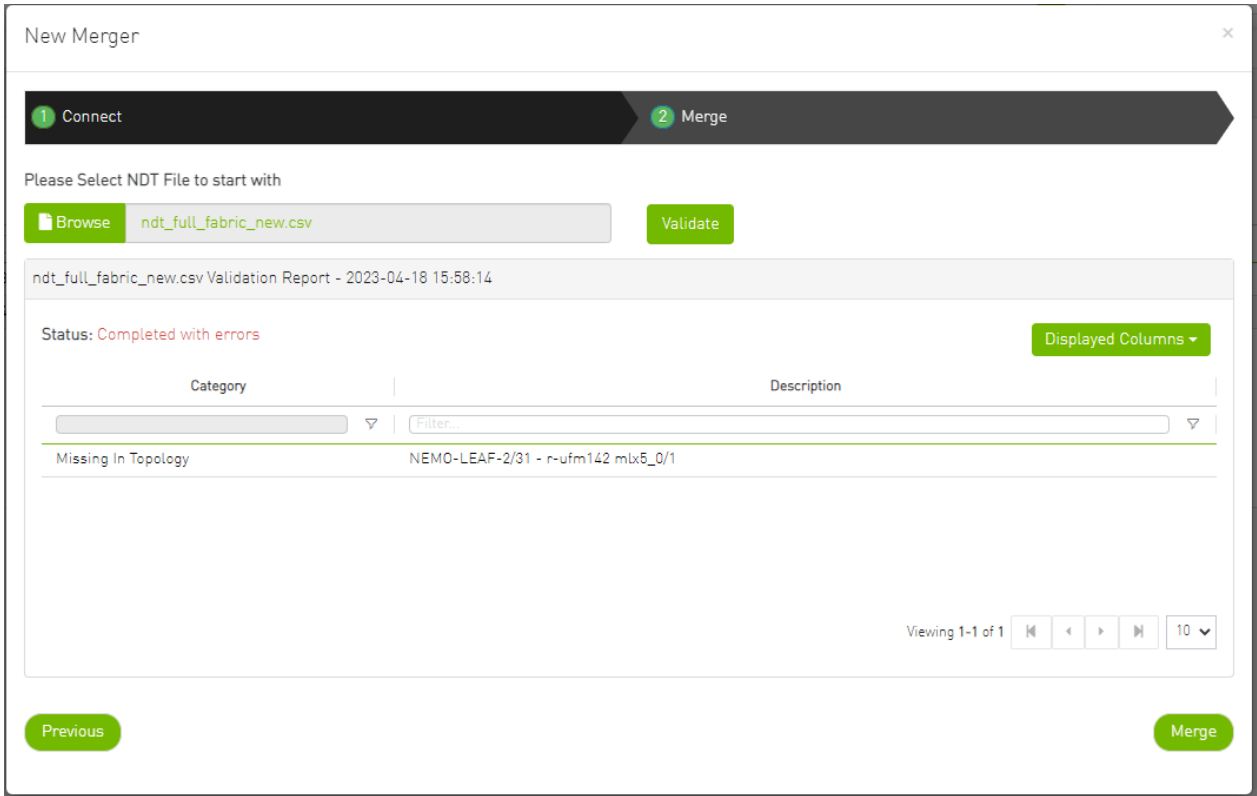 New Merger
×
1 Connect
2 Merge
Please Select NDT File to start with
Browse ndt_full_fabric_new.csv Validate
ndt_full_fabric_new.csv Validation Report - 2023-04-18 15:58:14
Status: Completed with errors
Displayed Columns
Category Description
Filter...
Missing In Topology NEMO-LEAF-2/31 - r-ufm142 mlx5_0/1
Viewing 1-1 of 1 10
Previous Merge